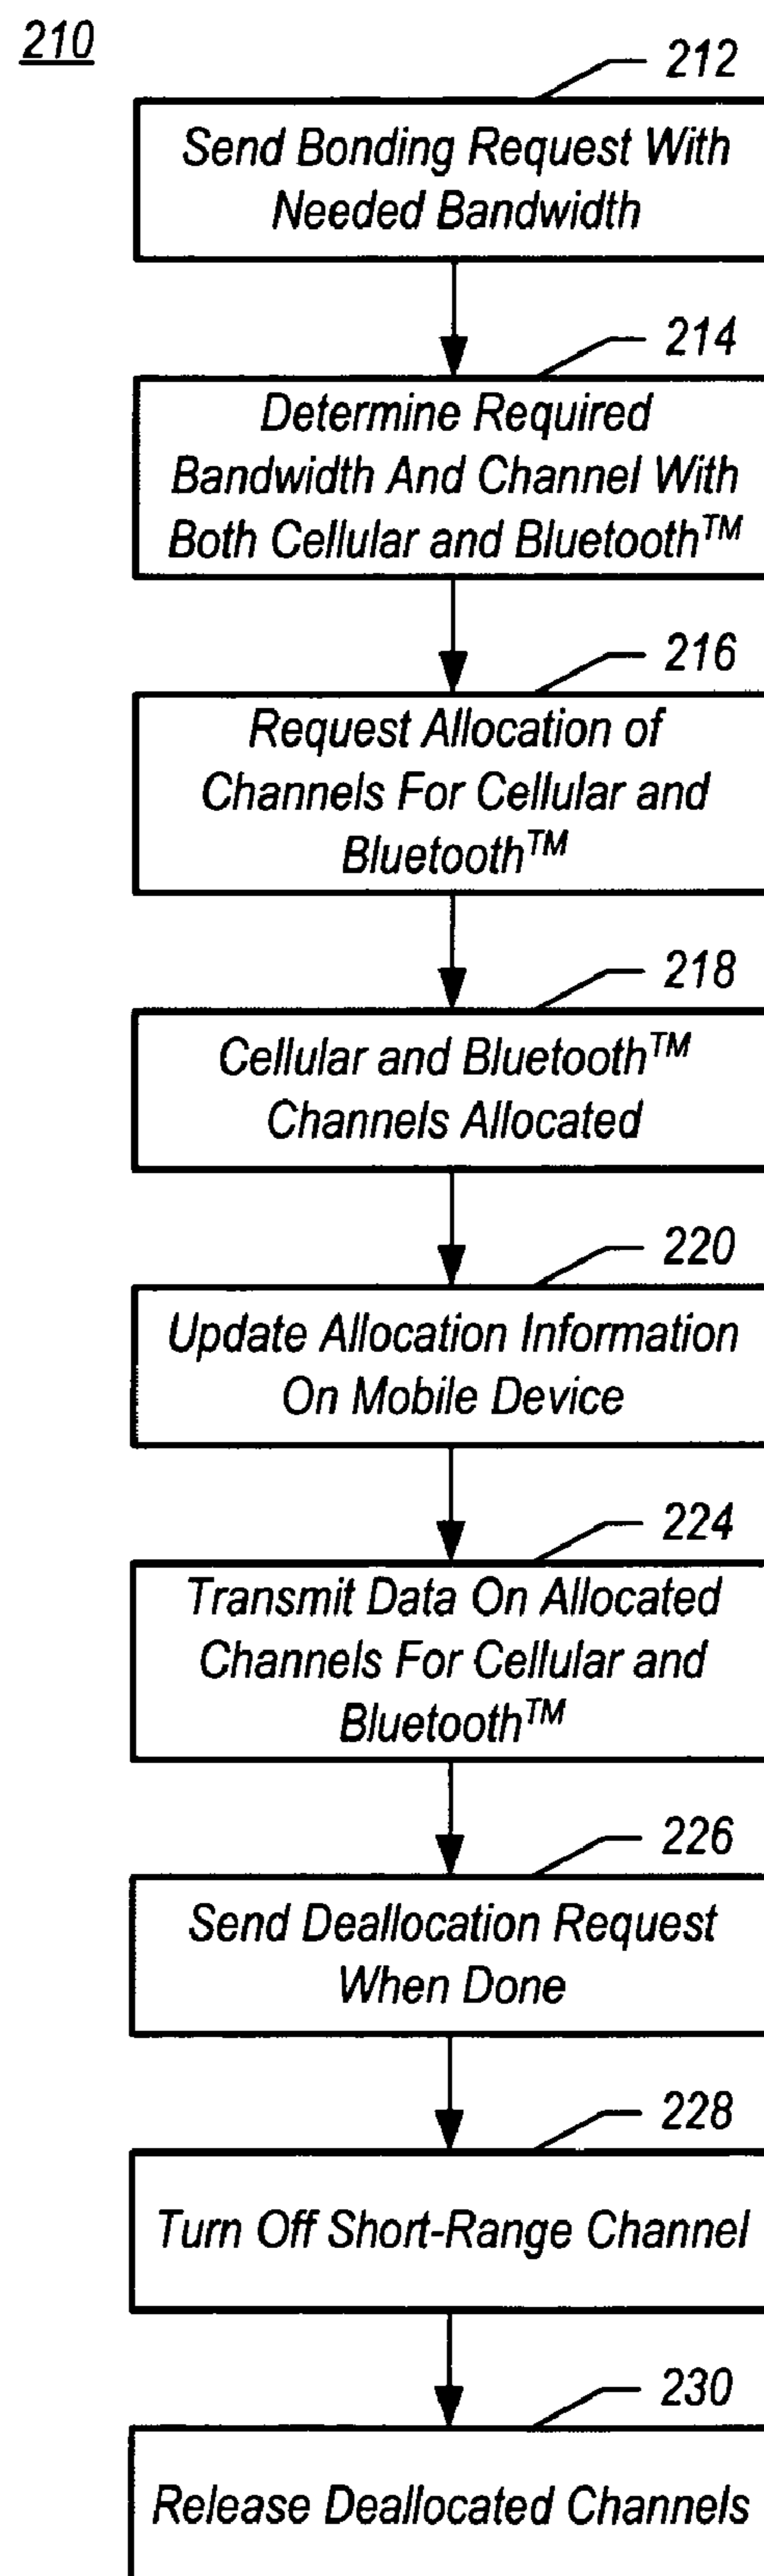 210
212
Send Bonding Request With
Needed Bandwidth
214
Determine Required
Bandwidth And Channel With
Both Cellular and Bluetooth™
216
Request Allocation of
Channels For Cellular and
Bluetooth™
218
Cellular and Bluetooth™
Channels Allocated
220
Update Allocation Information
On Mobile Device
224
Transmit Data On Allocated
Channels For Cellular and
Bluetooth™
226
Send Deallocation Request
When Done
228
Turn Off Short-Range Channel
230
Release Deallocated Channels